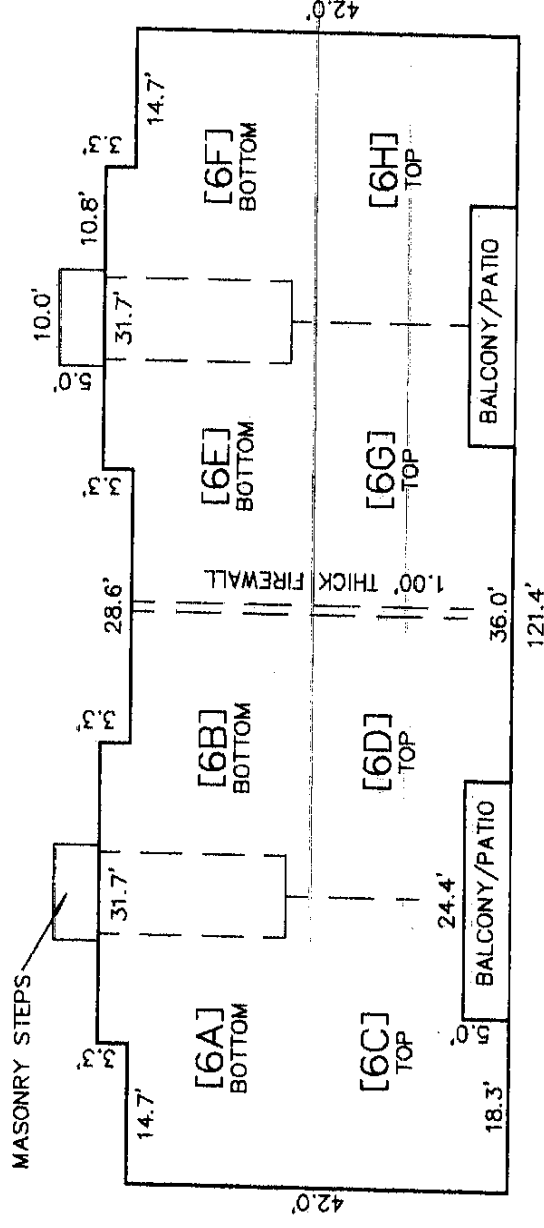 MASONRY STEPS
10.0'
5.0'
10.8'
3.3'
14.7'
14.7'
3.3'
31.7'
3.3'
28.6'
3.3'
31.7'
42.0'
42.0'
[6A]
BOTTOM
[6B]
BOTTOM
[6E]
BOTTOM
[6F]
BOTTOM
1.00' THICK FIREWALL
[6C]
TOP
[6D]
TOP
[6G]
TOP
[6H]
TOP
18.3'
5.0'
24.4'
BALCONY/PATIO
36.0'
BALCONY/PATIO
121.4'